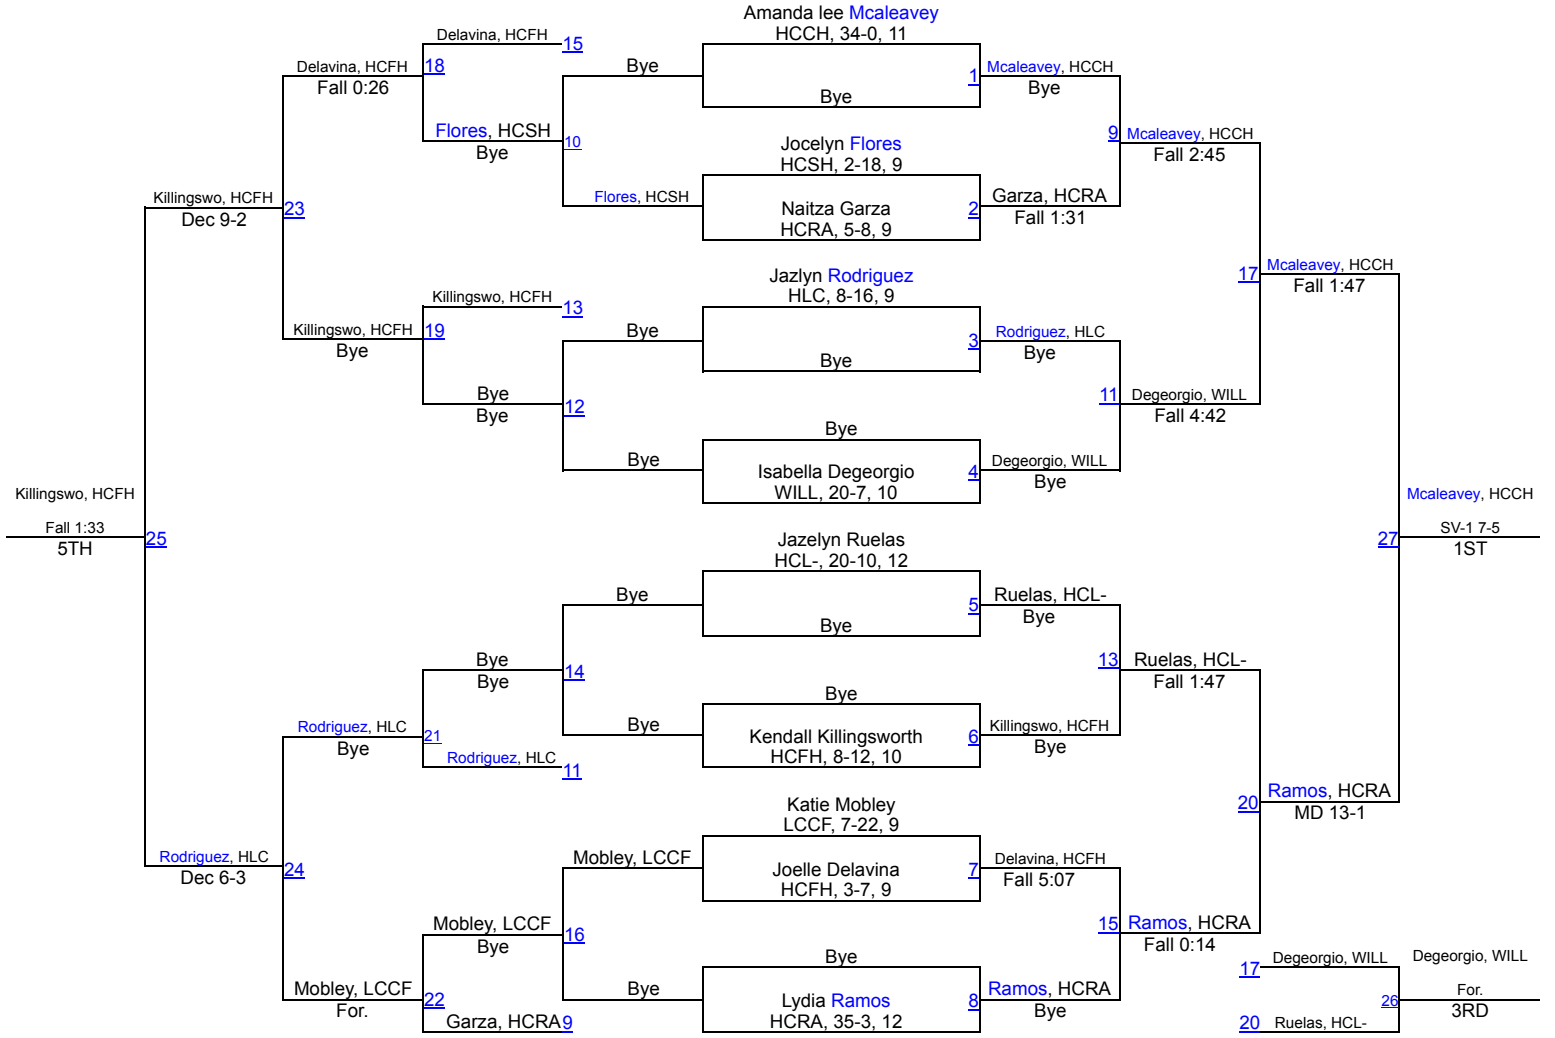 Amanda lee Mcaleavey
HCCH, 34-0, 11
Delavina, HCFH
15
Delavina, HCFH
18
Bye
1
Mcaleavey, HCCH
Fall 0:26
Bye
Bye
Flores, HCSH
10
Jocelyn Flores
9
Mcaleavey, HCCH
Bye
HCSH, 2-18, 9
Fall 2:45
Killingswo, HCFH
23
Flores, HCSH
Naitza Garza
2
Garza, HCRA
Dec 9-2
HCRA, 5-8, 9
Fall 1:31
Jazlyn Rodriguez
17
Mcaleavey, HCCH
Killingswo, HCFH
13
HLC, 8-16, 9
Fall 1:47
Killingswo, HCFH
19
Bye
3
Rodriguez, HLC
Bye
Bye
Bye
Bye
12
11
Degeorgio, WILL
Bye
Fall 4:42
Bye
Bye
Isabella Degeorgio
4
Degeorgio, WILL
WILL, 20-7, 10
Bye
Killingswo, HCFH
Mcaleavey, HCCH
Fall 1:33
25
Jazelyn Ruelas
27
SV-1 7-5
5TH
HCL-, 20-10, 12
1ST
Bye
5
Ruelas, HCL-
Bye
Bye
Bye
14
13
Ruelas, HCL-
Bye
Fall 1:47
Bye
Rodriguez, HLC
21
Bye
Kendall Killingsworth
6
Killingswo, HCFH
Bye
HCFH, 8-12, 10
Bye
Rodriguez, HLC
11
Katie Mobley
20
Ramos, HCRA
LCCF, 7-22, 9
MD 13-1
Rodriguez, HLC
24
Mobley, LCCF
Joelle Delavina
7
Delavina, HCFH
Dec 6-3
HCFH, 3-7, 9
Fall 5:07
Mobley, LCCF
16
15
Ramos, HCRA
Bye
Fall 0:14
Bye
17
Degeorgio, WILL
Degeorgio, WILL
Mobley, LCCF
22
Bye
Lydia Ramos
8
Ramos, HCRA
26
For.
For.
HCRA, 35-3, 12
Bye
3RD
Garza, HCRA
9
20
Ruelas, HCL-